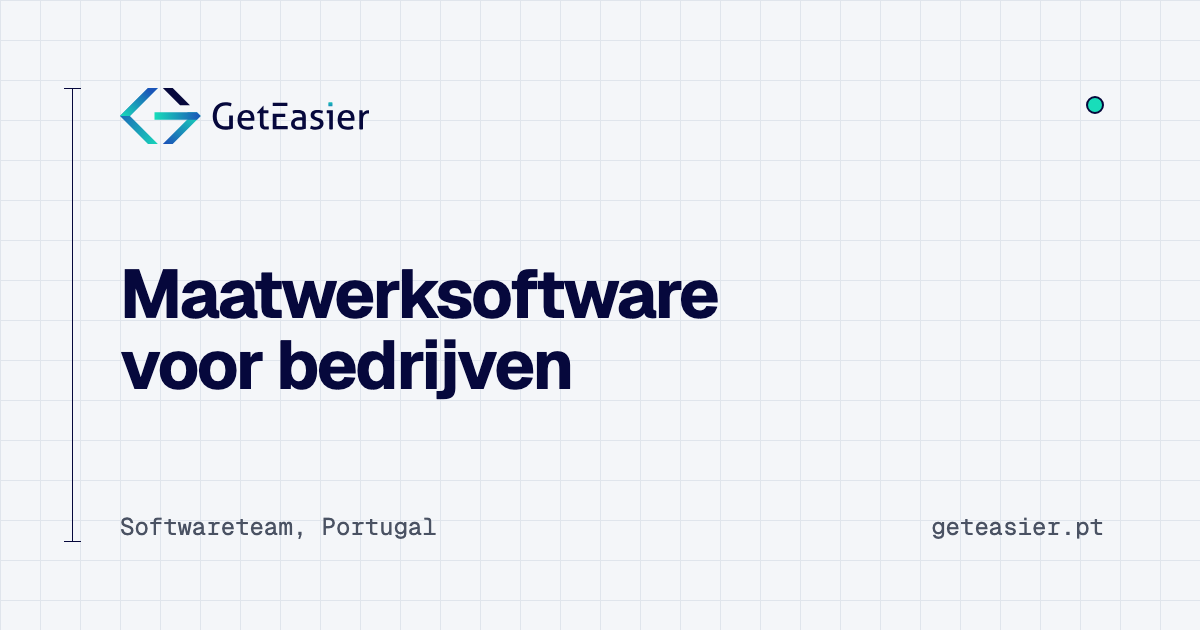 GetEasier
Maatwerksoftware
voor bedrijven
Softwareteam, Portugal
geteasier.pt